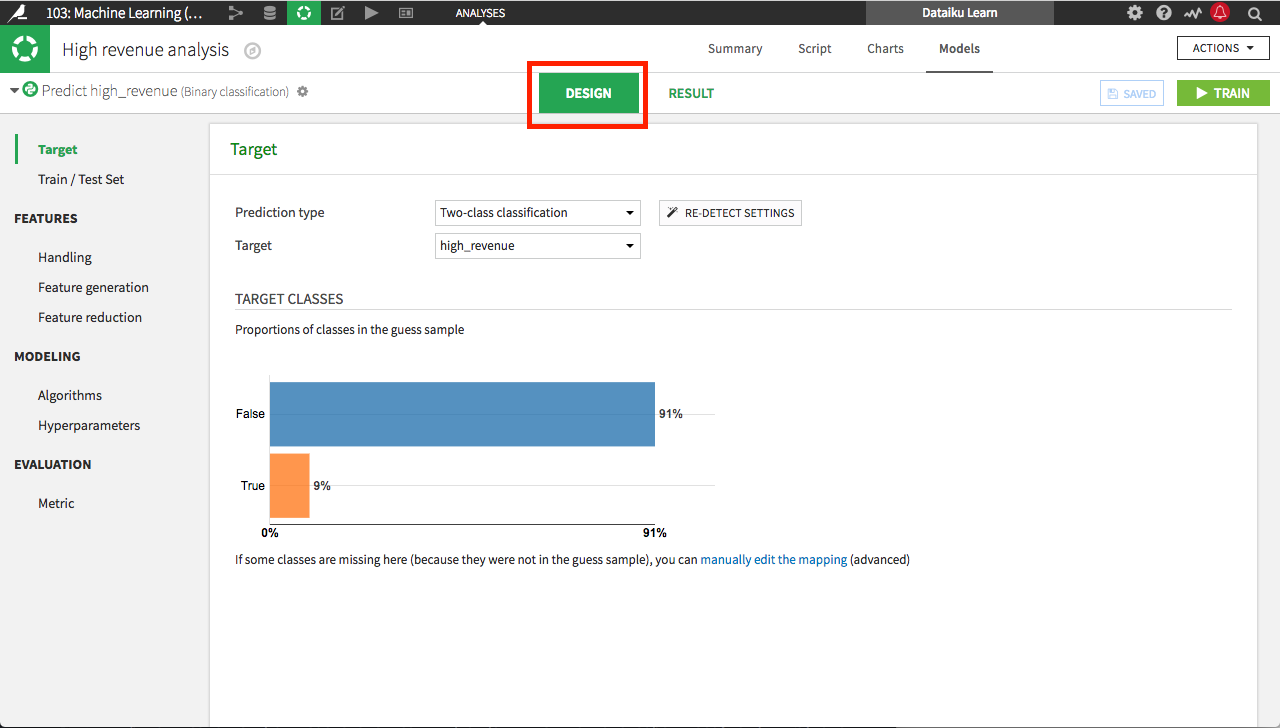 103: Machine Learning (...
ANALYSES
Dataiku Learn
High revenue analysis
Summary
Script
Charts
Models
ACTIONS
Predict high_revenue (Binary classification)
DESIGN
RESULT
SAVED
TRAIN
Target
Train / Test Set
FEATURES
Handling
Feature generation
Feature reduction
MODELING
Algorithms
Hyperparameters
EVALUATION
Metric
Target
Prediction type
Two-class classification
RE-DETECT SETTINGS
Target
high_revenue
TARGET CLASSES
Proportions of classes in the guess sample
False
91%
True
9%
0%
91%
If some classes are missing here (because they were not in the guess sample), you can manually edit the mapping (advanced)